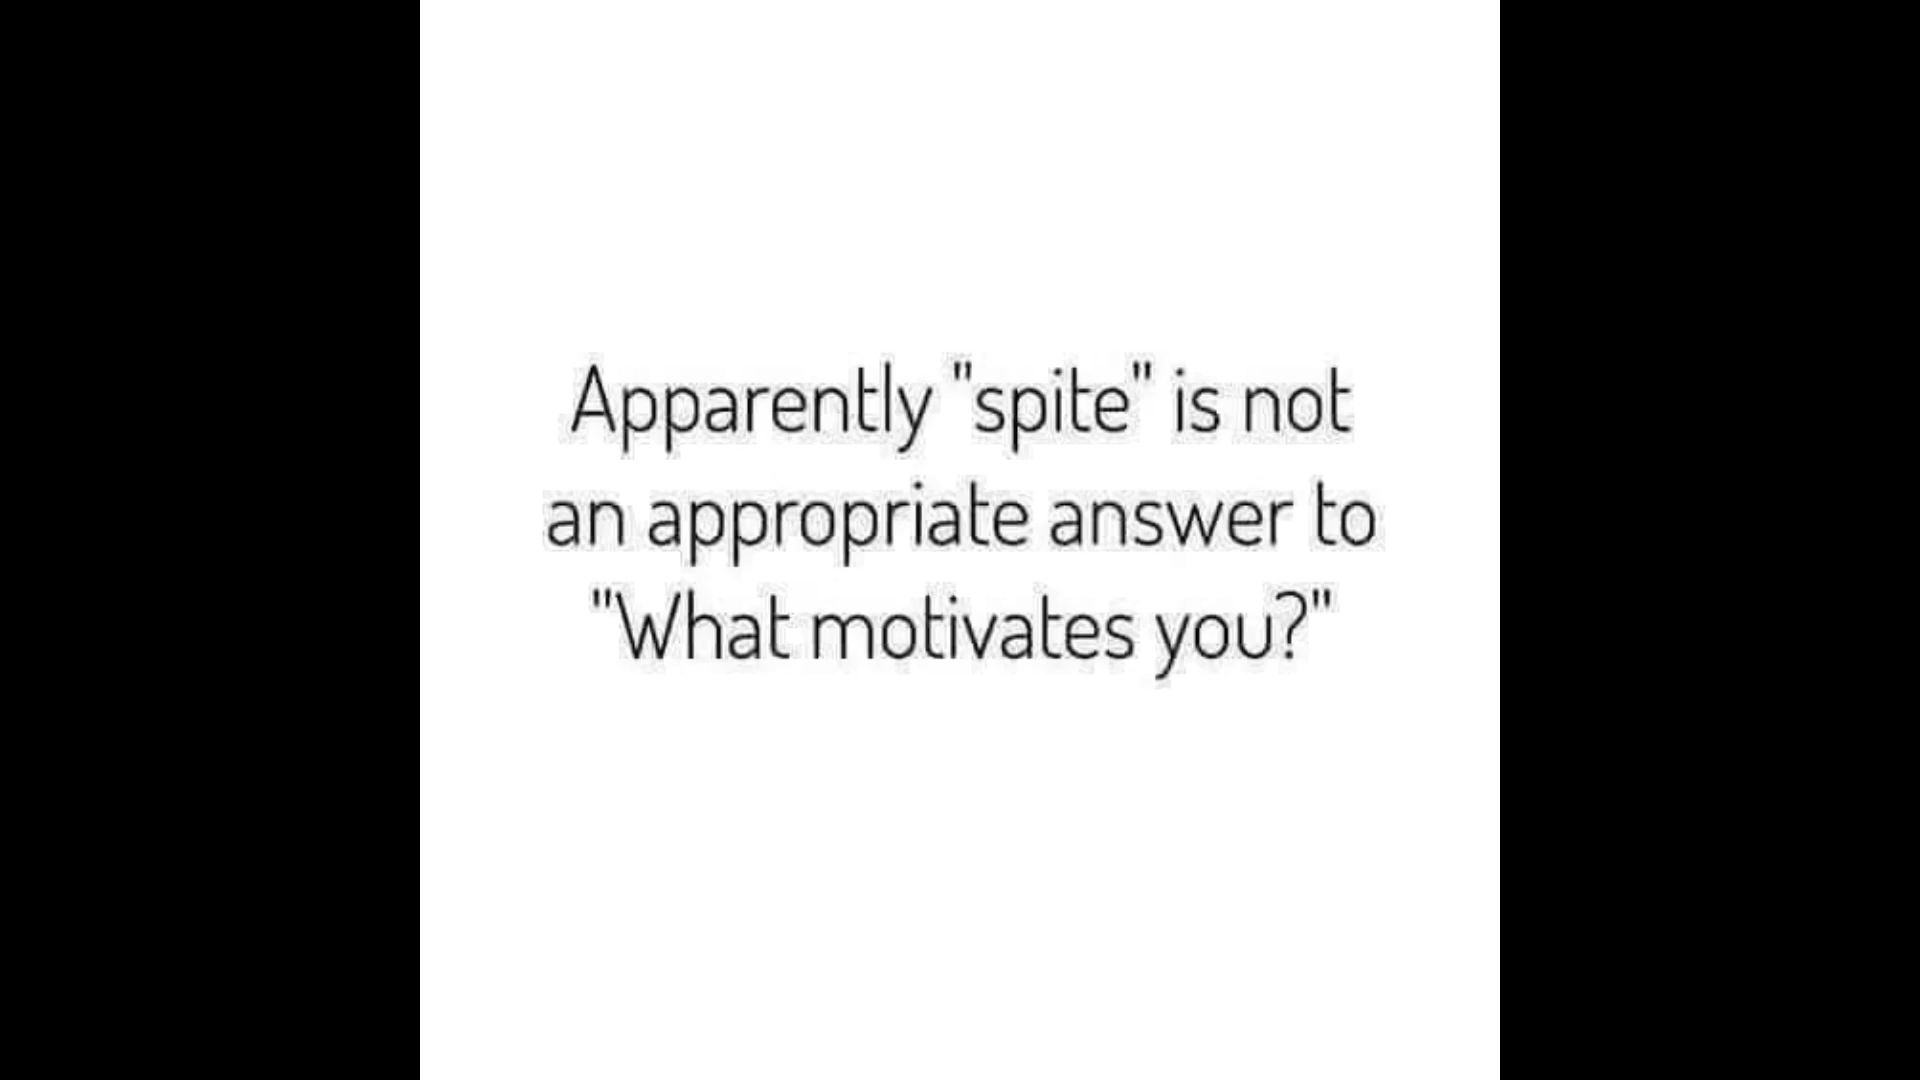 Apparently "spite" is not
an appropriate answer to
"What motivates you?"